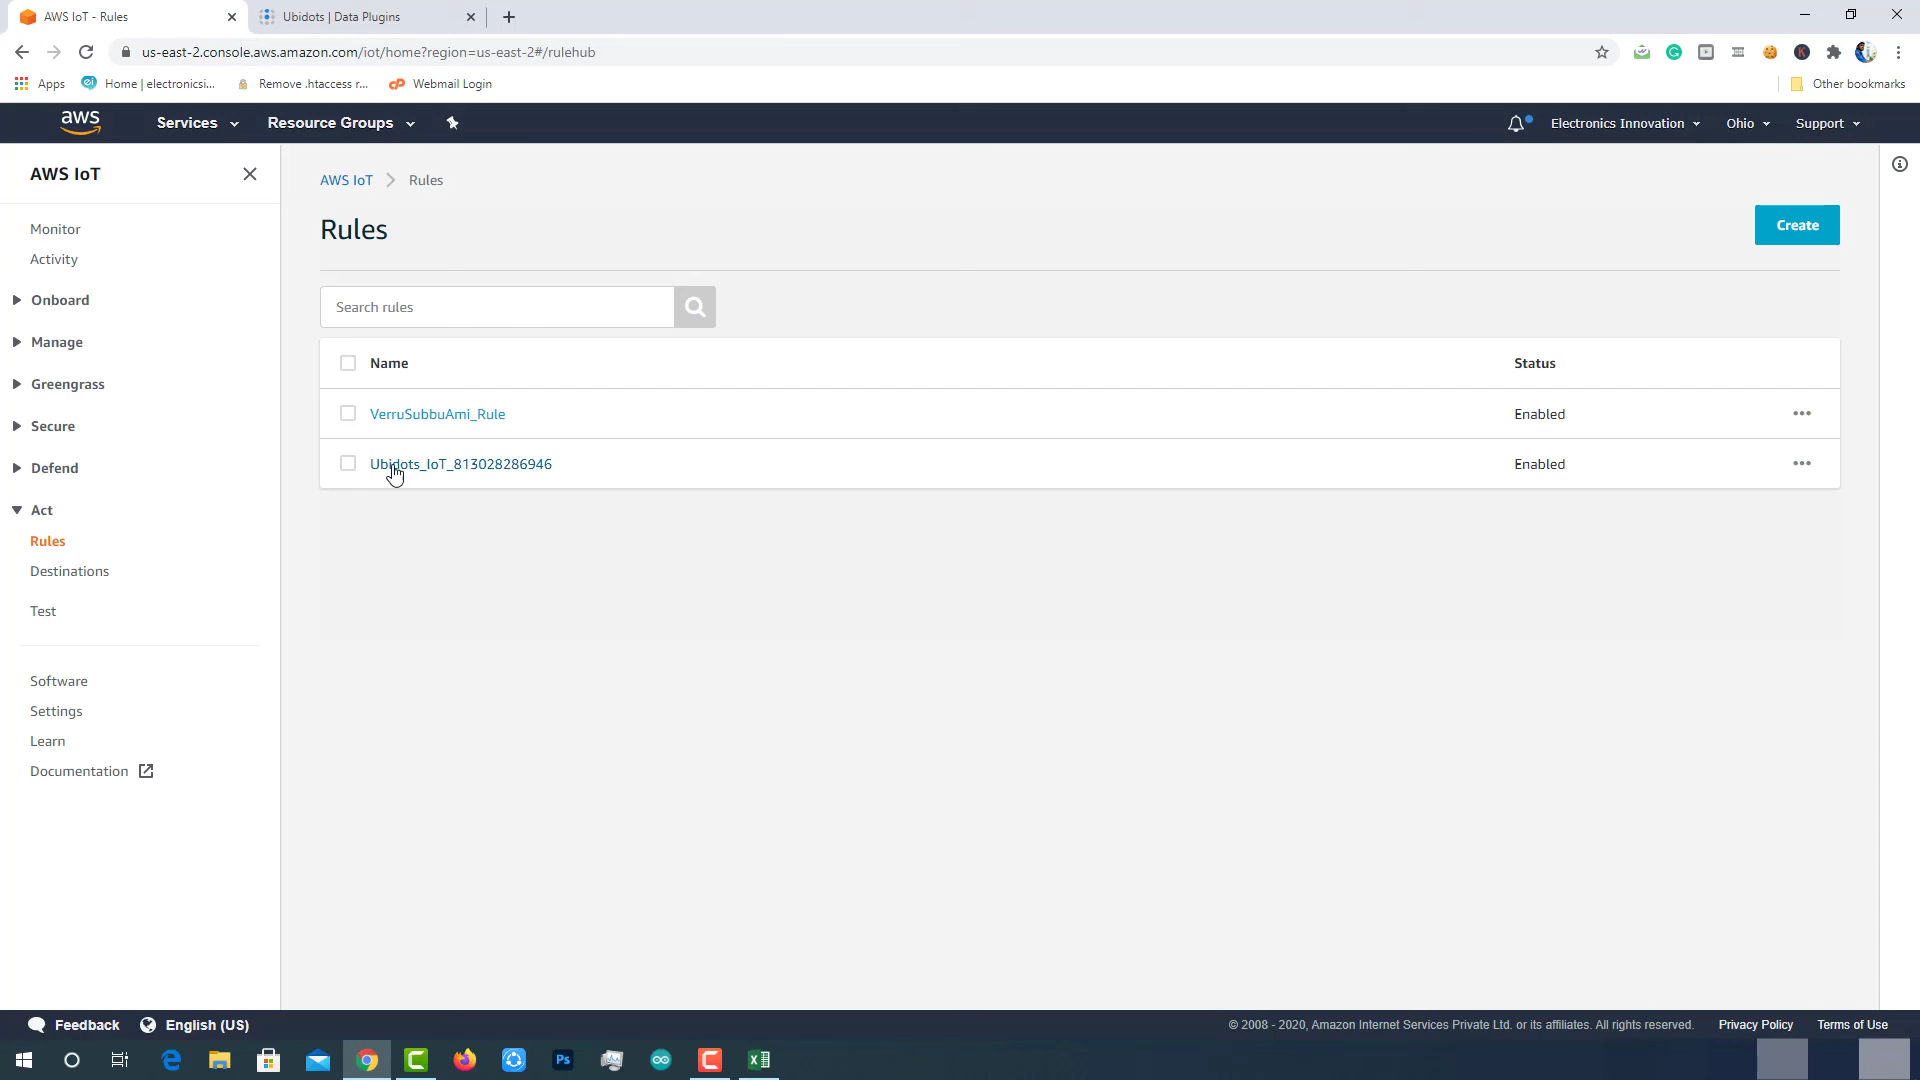 AWS IoT - Rules
Ubidots | Data Plugins
us-east-2.console.aws.amazon.com/iot/home?region=us-east-2#/rulehub
Apps
Home | electronicsi...
Remove .htaccess r...
Webmail Login
Other bookmarks
aws
Services
Resource Groups
Electronics Innovation
Ohio
Support
AWS IoT
Monitor
Activity
Onboard
Manage
Greengrass
Secure
Defend
Act
Rules
Destinations
Test
Software
Settings
Learn
Documentation
AWS IoT > Rules
Rules
Create
Search rules
Name
Status
VerruSubbuAmi_Rule
Enabled
Ubidots_IoT_813028286946
Enabled
Feedback
English (US)
© 2008 - 2020, Amazon Internet Services Private Ltd. or its affiliates. All rights reserved.
Privacy Policy
Terms of Use